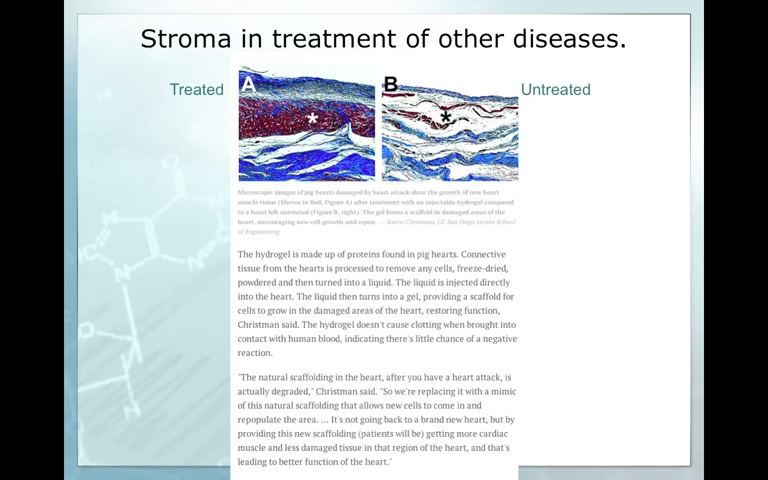 Stroma in treatment of other diseases.
Treated
A
B
Untreated
*
*
Microscopic images of pig hearts damaged by heart attack show the growth of new heart
muscle tissue (Shown in Red, Figure A) after treatment with an injectable hydrogel compared
to a heart left untreated (Figure B, right). The gel forms a scaffold in damaged areas of the
heart, encouraging new cell growth and repair. — Karen Christman, UC San Diego Jacobs School
of Engineering
The hydrogel is made up of proteins found in pig hearts. Connective
tissue from the hearts is processed to remove any cells, freeze-dried,
powdered and then turned into a liquid. The liquid is injected directly
into the heart. The liquid then turns into a gel, providing a scaffold for
cells to grow in the damaged areas of the heart, restoring function,
Christman said. The hydrogel doesn't cause clotting when brought into
contact with human blood, indicating there's little chance of a negative
reaction.
"The natural scaffolding in the heart, after you have a heart attack, is
actually degraded," Christman said. "So we're replacing it with a mimic
of this natural scaffolding that allows new cells to come in and
repopulate the area. ... It's not going back to a brand new heart, but by
providing this new scaffolding (patients will be) getting more cardiac
muscle and less damaged tissue in that region of the heart, and that's
leading to better function of the heart."